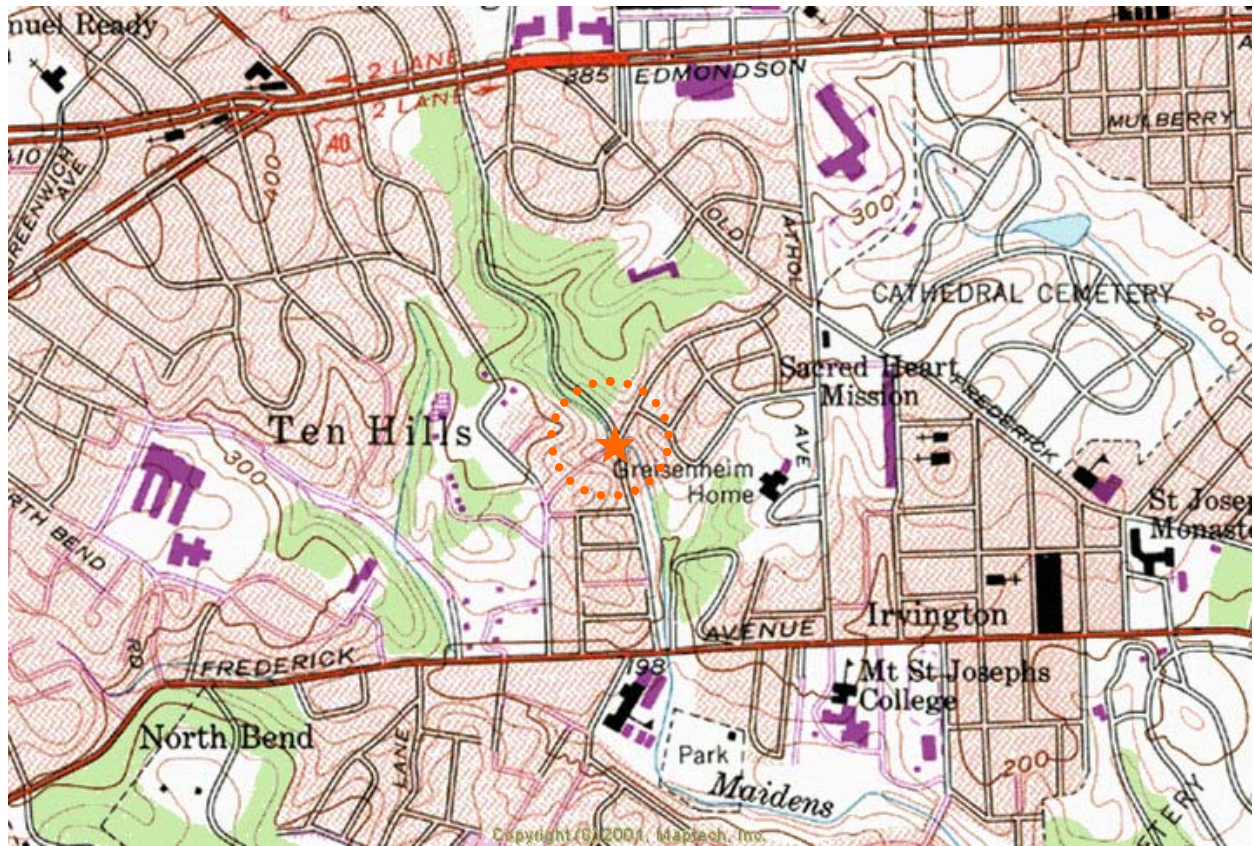 nuel Ready
2 LANE
2 LANE
385
EDMONDSON
40
MULBERRY
410
GREENWICH
AVE
400
OLD
ATHOL
300
CATHEDRAL CEMETERY
200
Sacred Heart
Mission
FREDERICK
Ten Hills
AVE
Greisenheim
Home
300
RTH BEND
RD
St Josep
Monaste
Irvington
AVENUE
FREDERICK
198
Mt St Josephs
College
North Bend
LANE
Park
Maidens
200
ETERY
Copyright (C) 2001, Maptech, Inc.